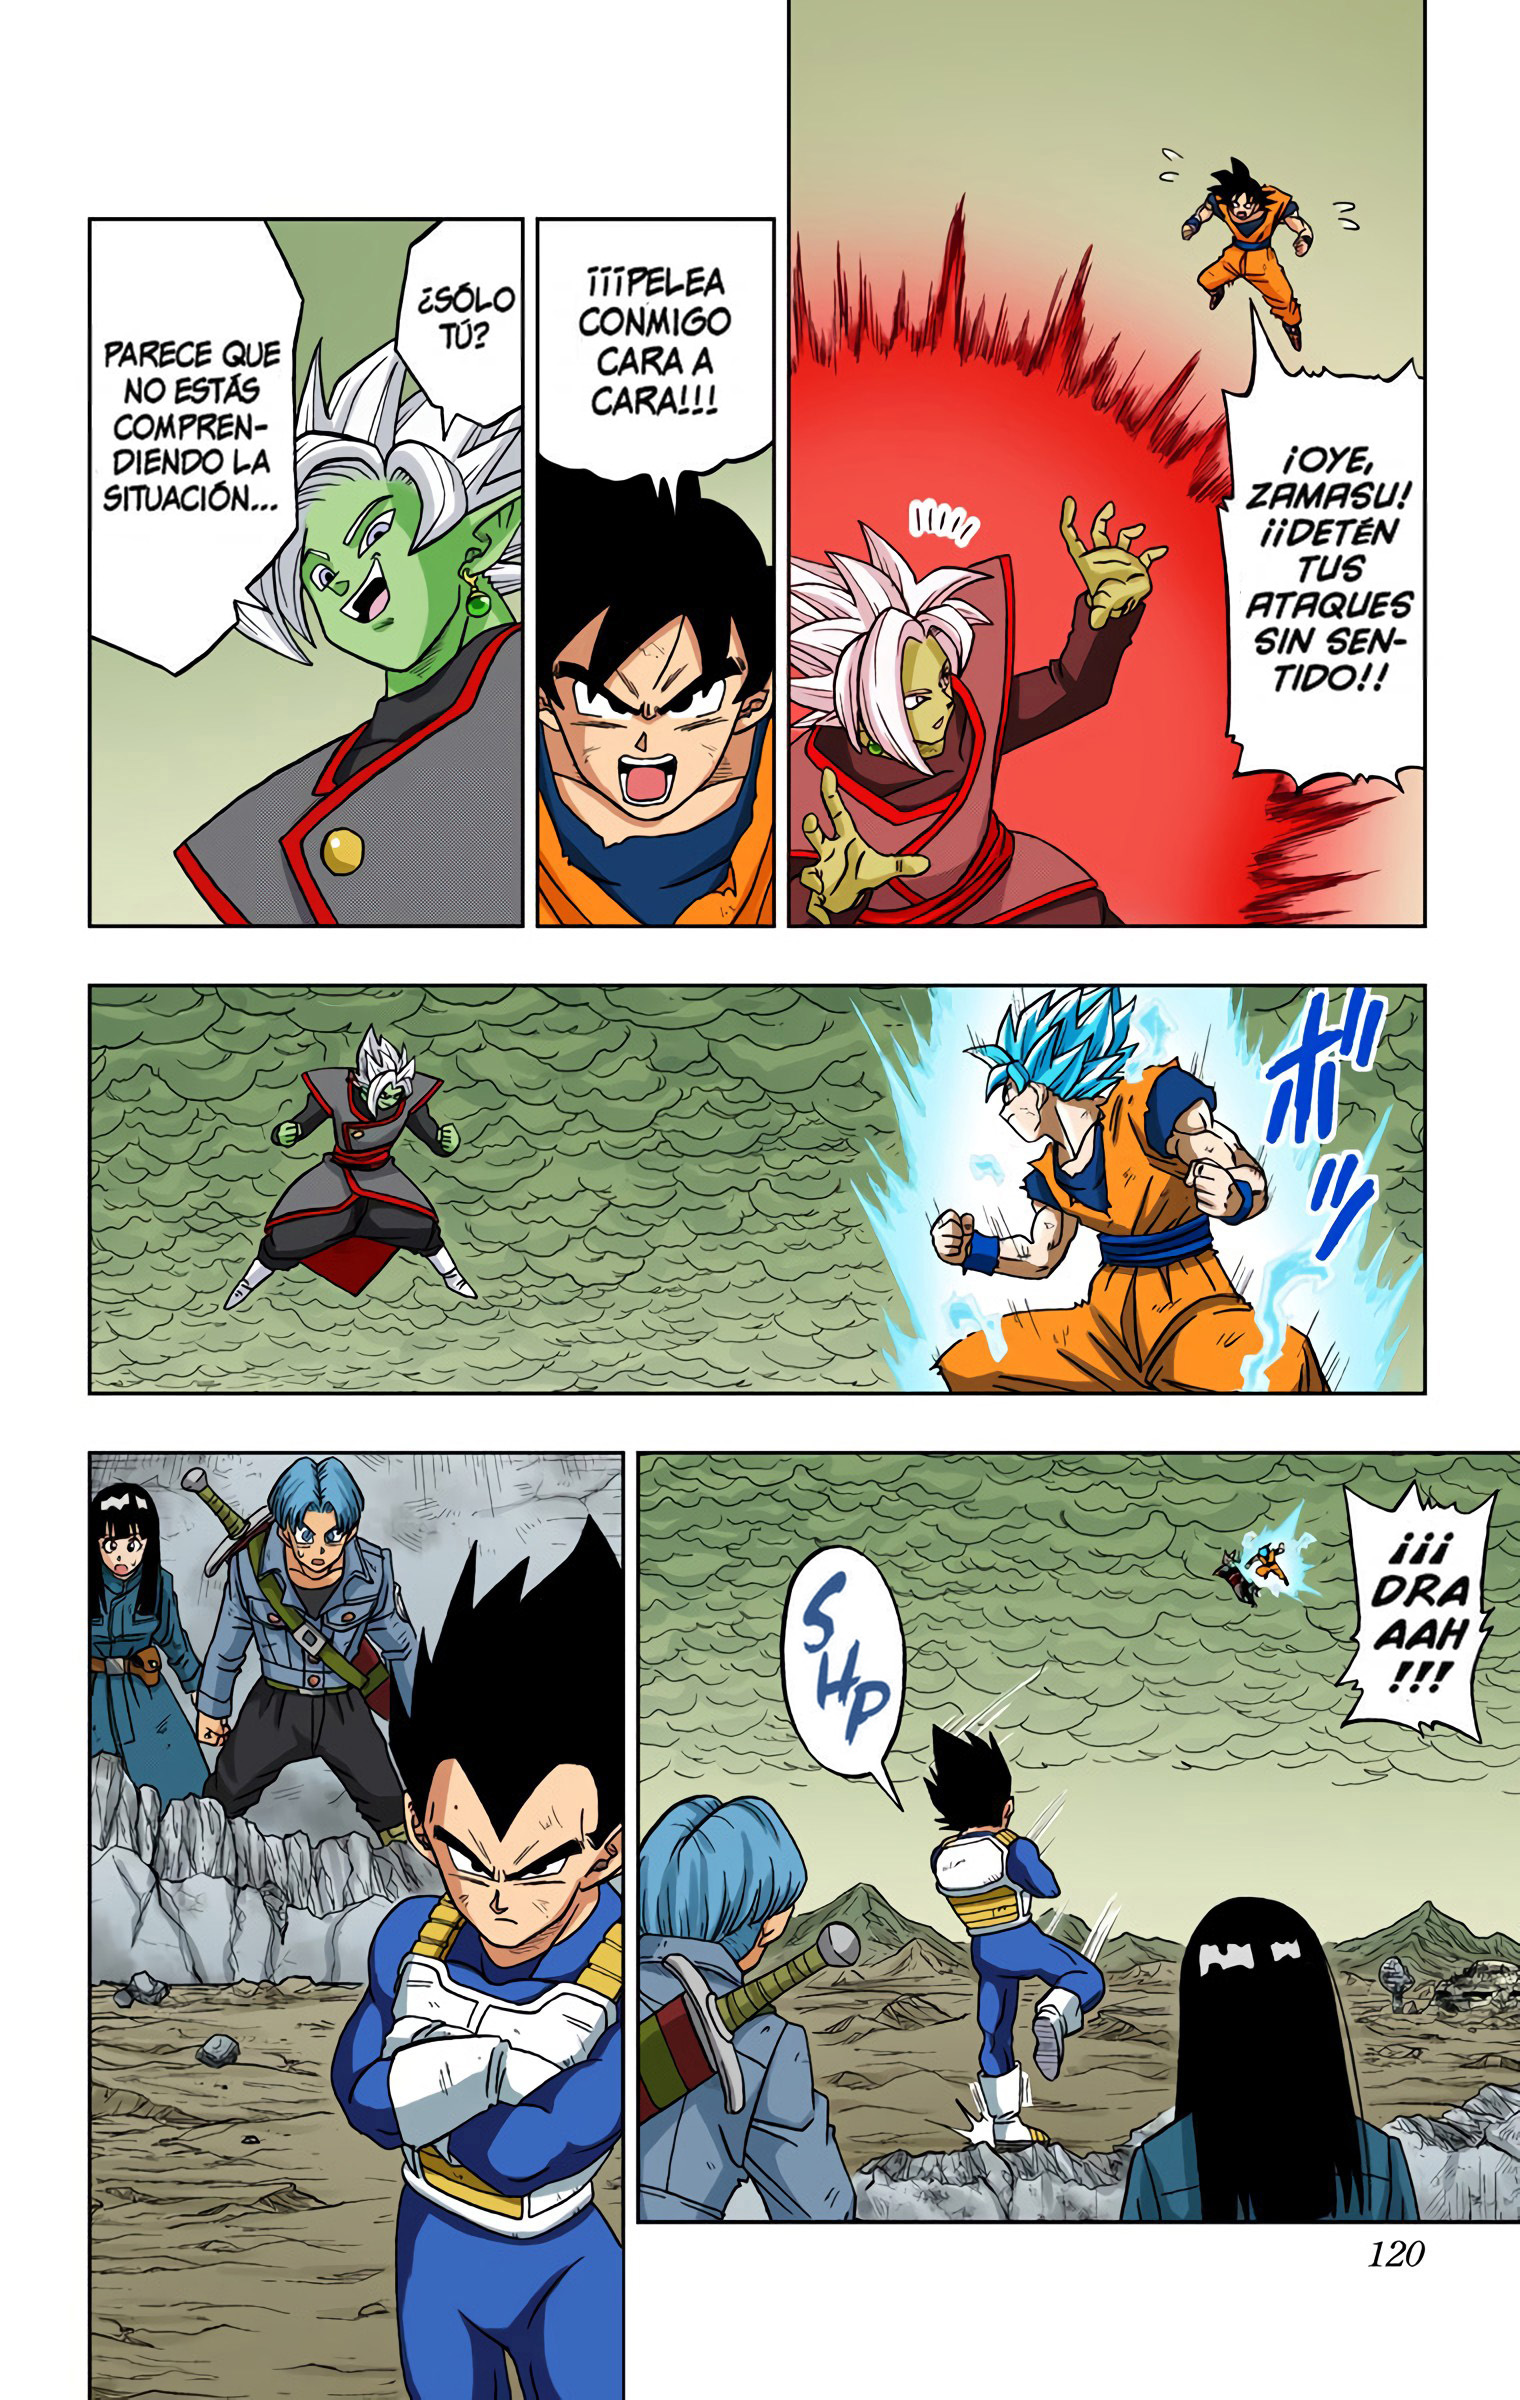 ¡OYE,
ZAMASU!
¡¡DETÉN
TUS
ATAQUES
SIN SEN-
TIDO!!
¡¡¡PELEA
CONMIGO
CARA A
CARA!!!
¿SÓLO
TÚ?
PARECE QUE
NO ESTÁS
COMPREN-
DIENDO LA
SITUACIÓN...
ボッ
¡¡¡
DRA
AAH
!!!
SHP
120